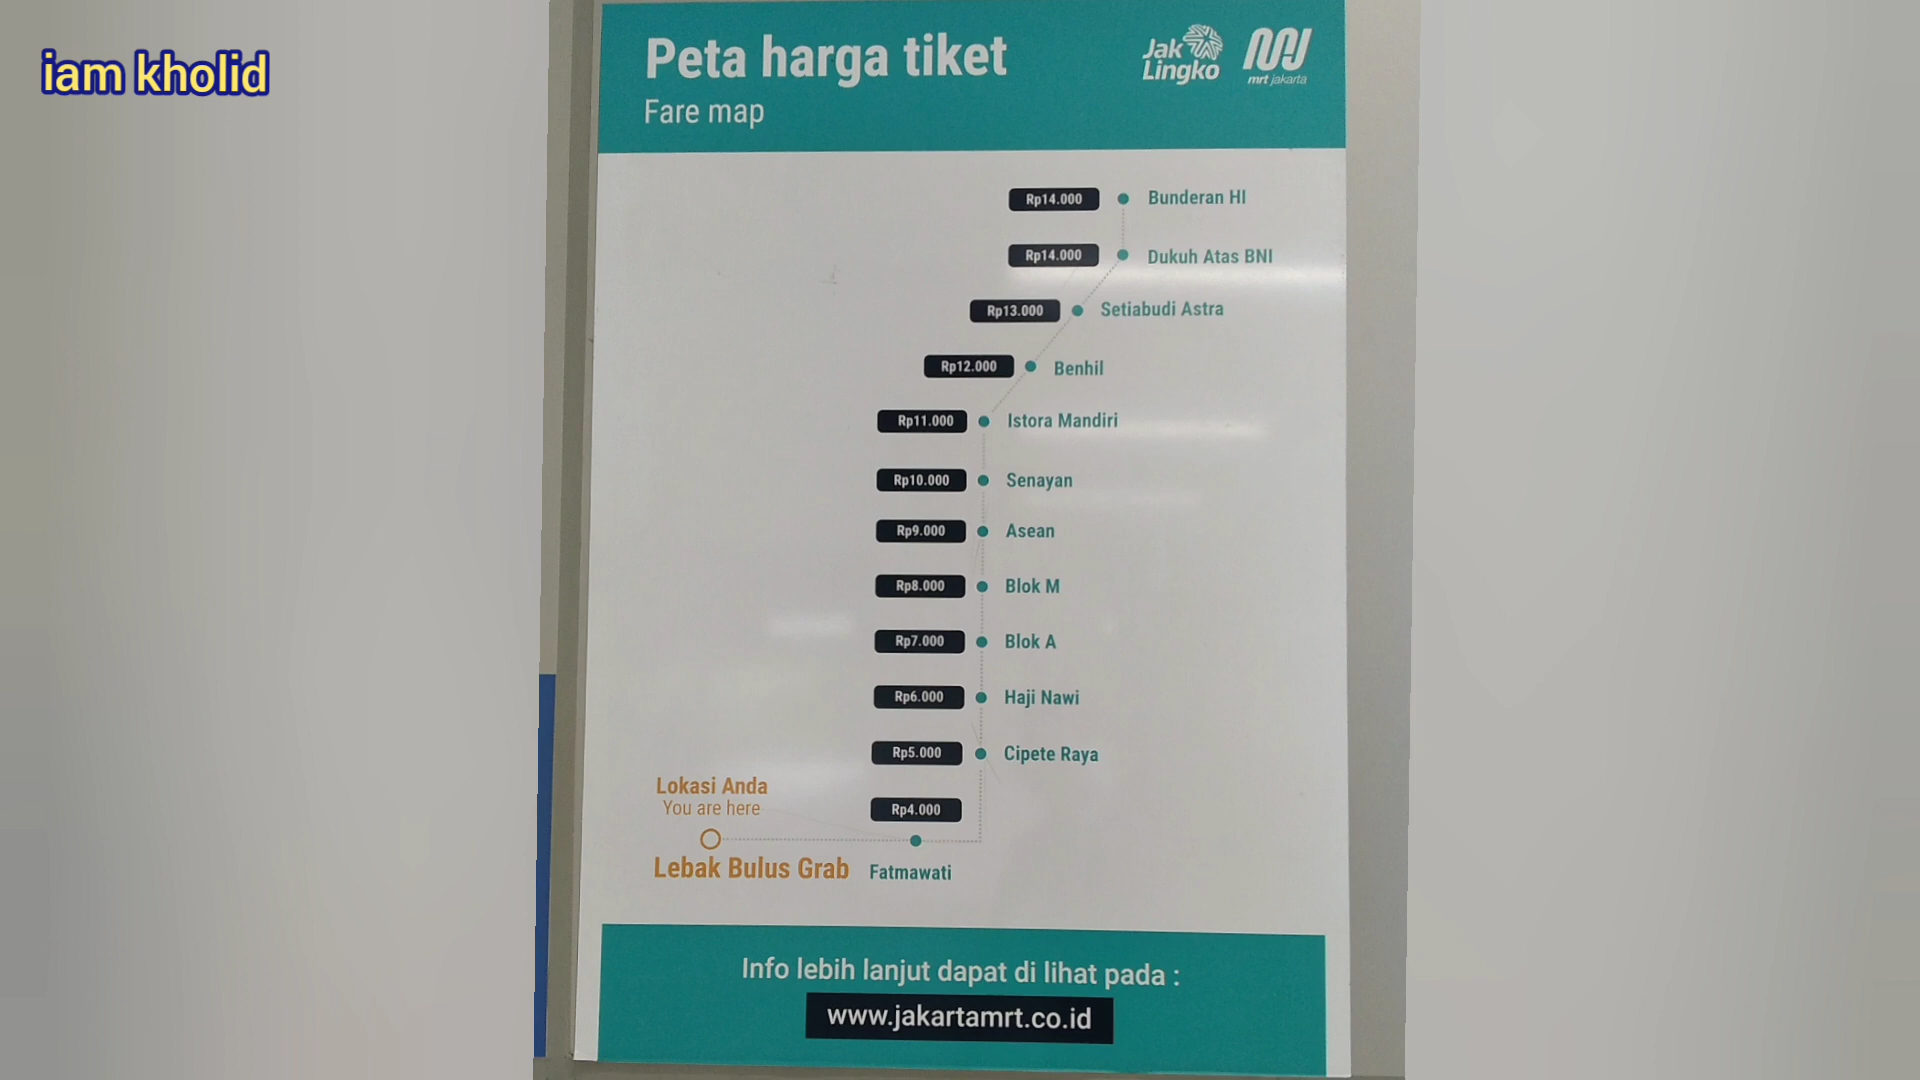 iam kholid
Peta harga tiket
Fare map
Jak
Lingko
mrt jakarta
Rp14.000 Bunderan HI
Rp14.000 Dukuh Atas BNI
Rp13.000 Setiabudi Astra
Rp12.000 Benhil
Rp11.000 Istora Mandiri
Rp10.000 Senayan
Rp9.000 Asean
Rp8.000 Blok M
Rp7.000 Blok A
Rp6.000 Haji Nawi
Rp5.000 Cipete Raya
Lokasi Anda
You are here
Rp4.000
Lebak Bulus Grab
Fatmawati
Info lebih lanjut dapat di lihat pada :
www.jakartamrt.co.id